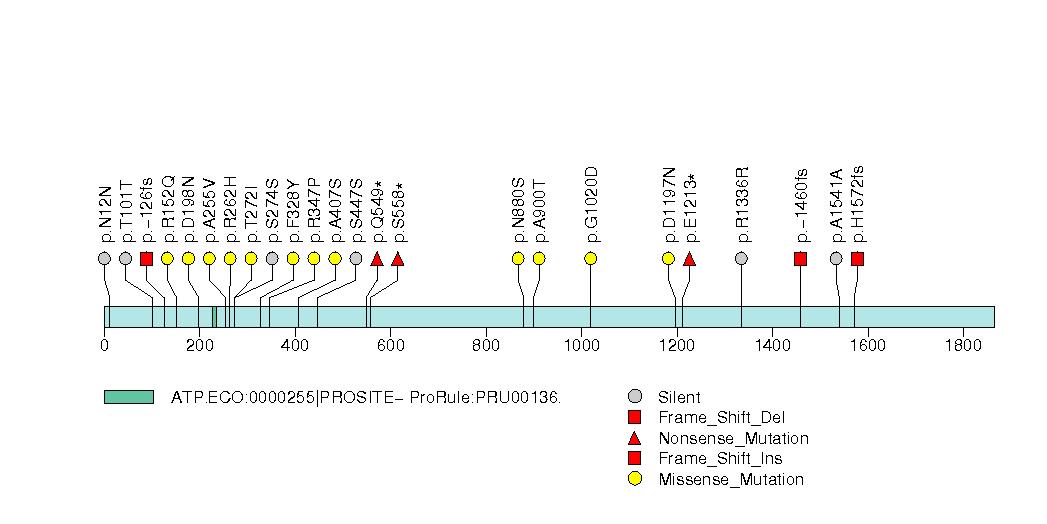 p.N12N
p.T101T
p.-126fs
p.R152Q
p.D198N
p.A255V
p.R262H
p.T272I
p.S274S
p.F328Y
p.R347P
p.A407S
p.S447S
p.Q549*
p.S558*
p.N880S
p.A900T
p.G1020D
p.D1197N
p.E1213*
p.R1336R
p.-1460fs
p.A1541A
p.H1572fs
0 200 400 600 800 1000 1200 1400 1600 1800
ATP.ECO:0000255|PROSITE- ProRule:PRU00136.
Silent
Frame_Shift_Del
Nonsense_Mutation
Frame_Shift_Ins
Missense_Mutation